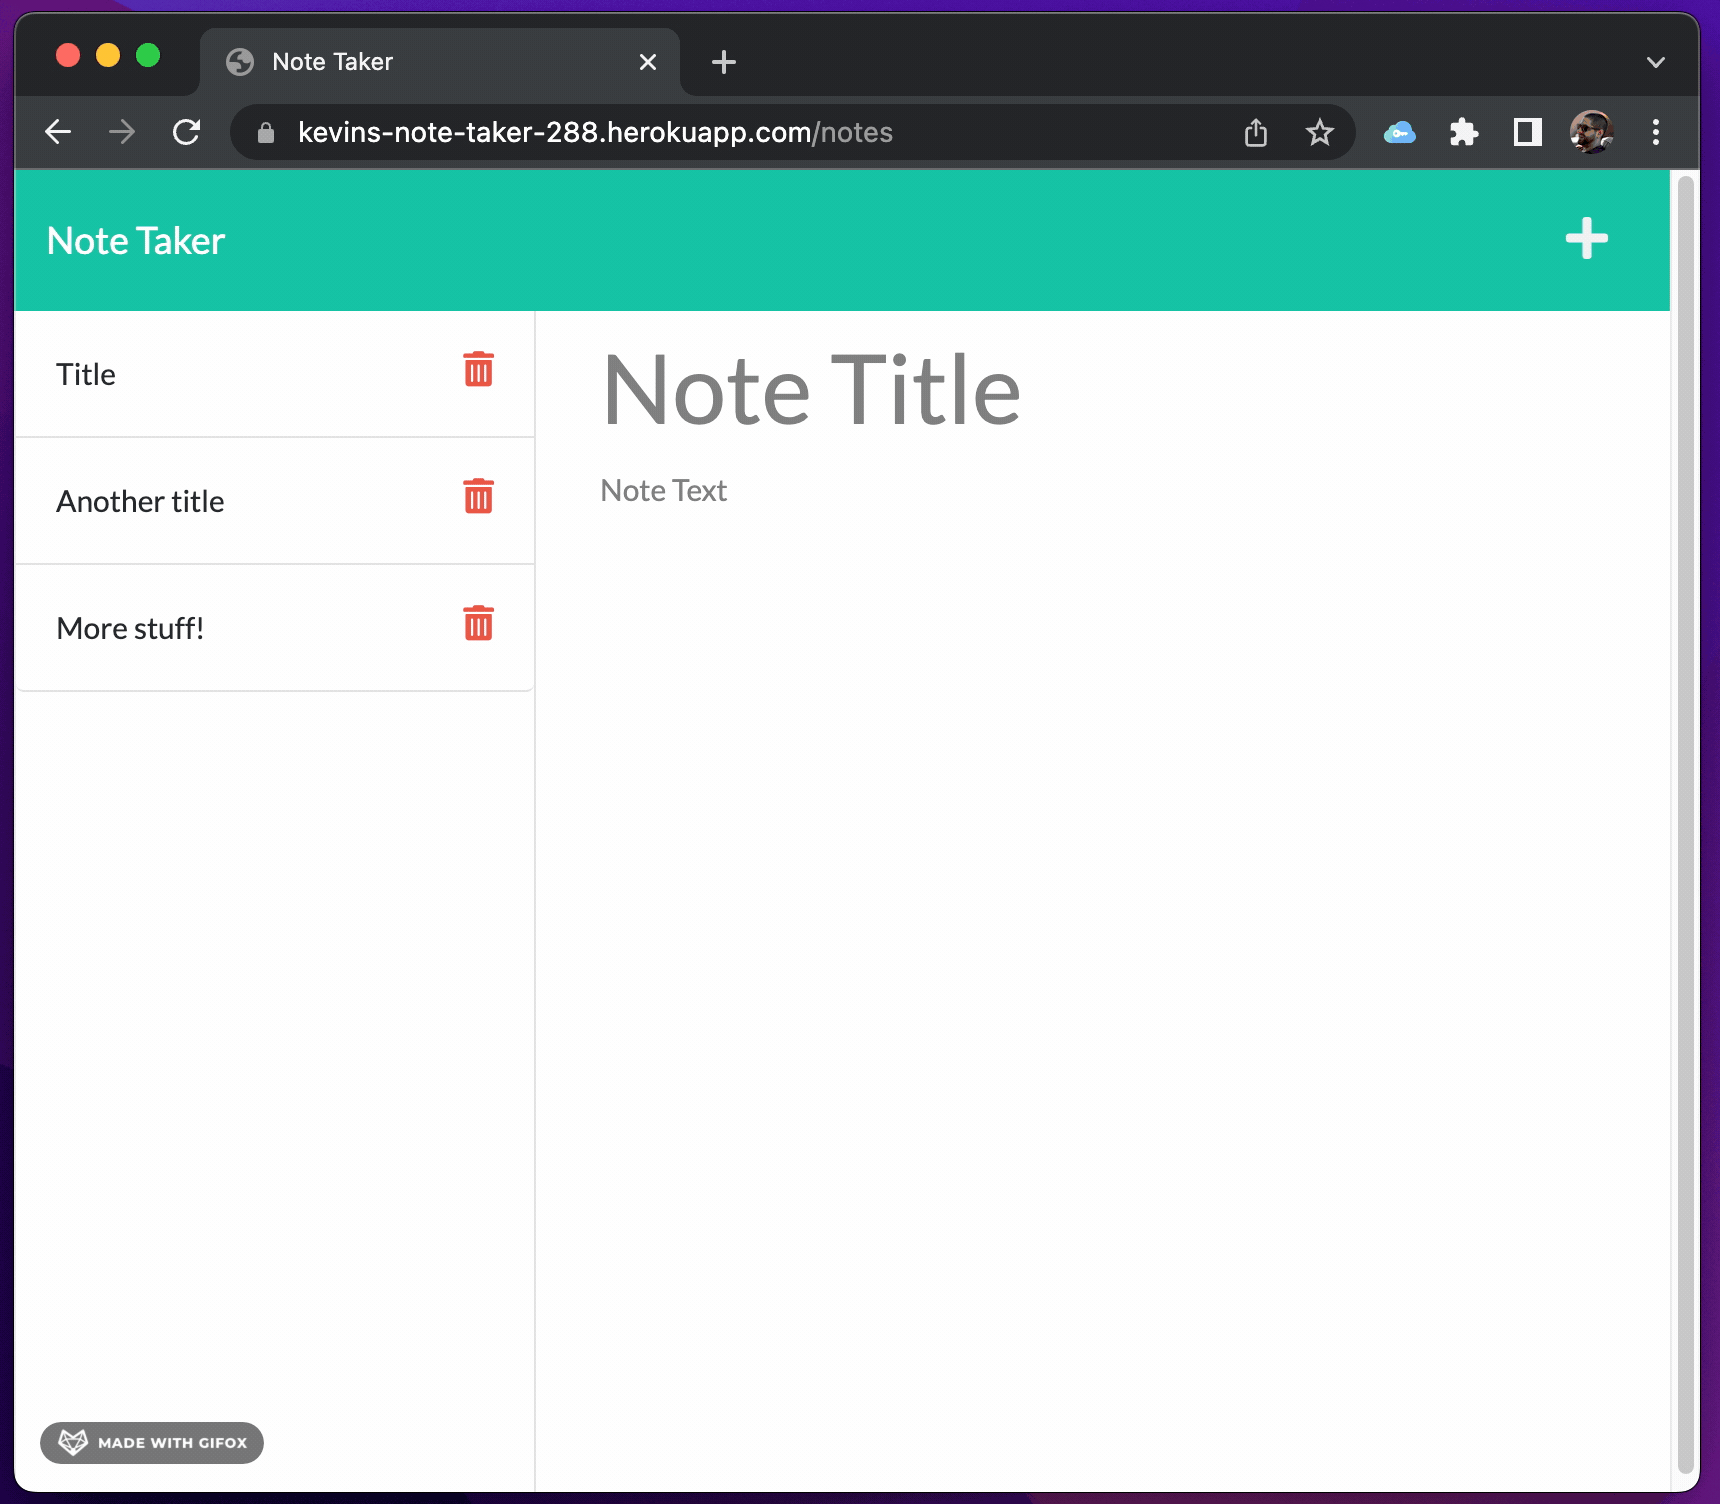 Note Taker
kevins-note-taker-288.herokuapp.com/notes
Note Taker
Title
Another title
More stuff!
Note Title
Note Text
MADE WITH GIFOX